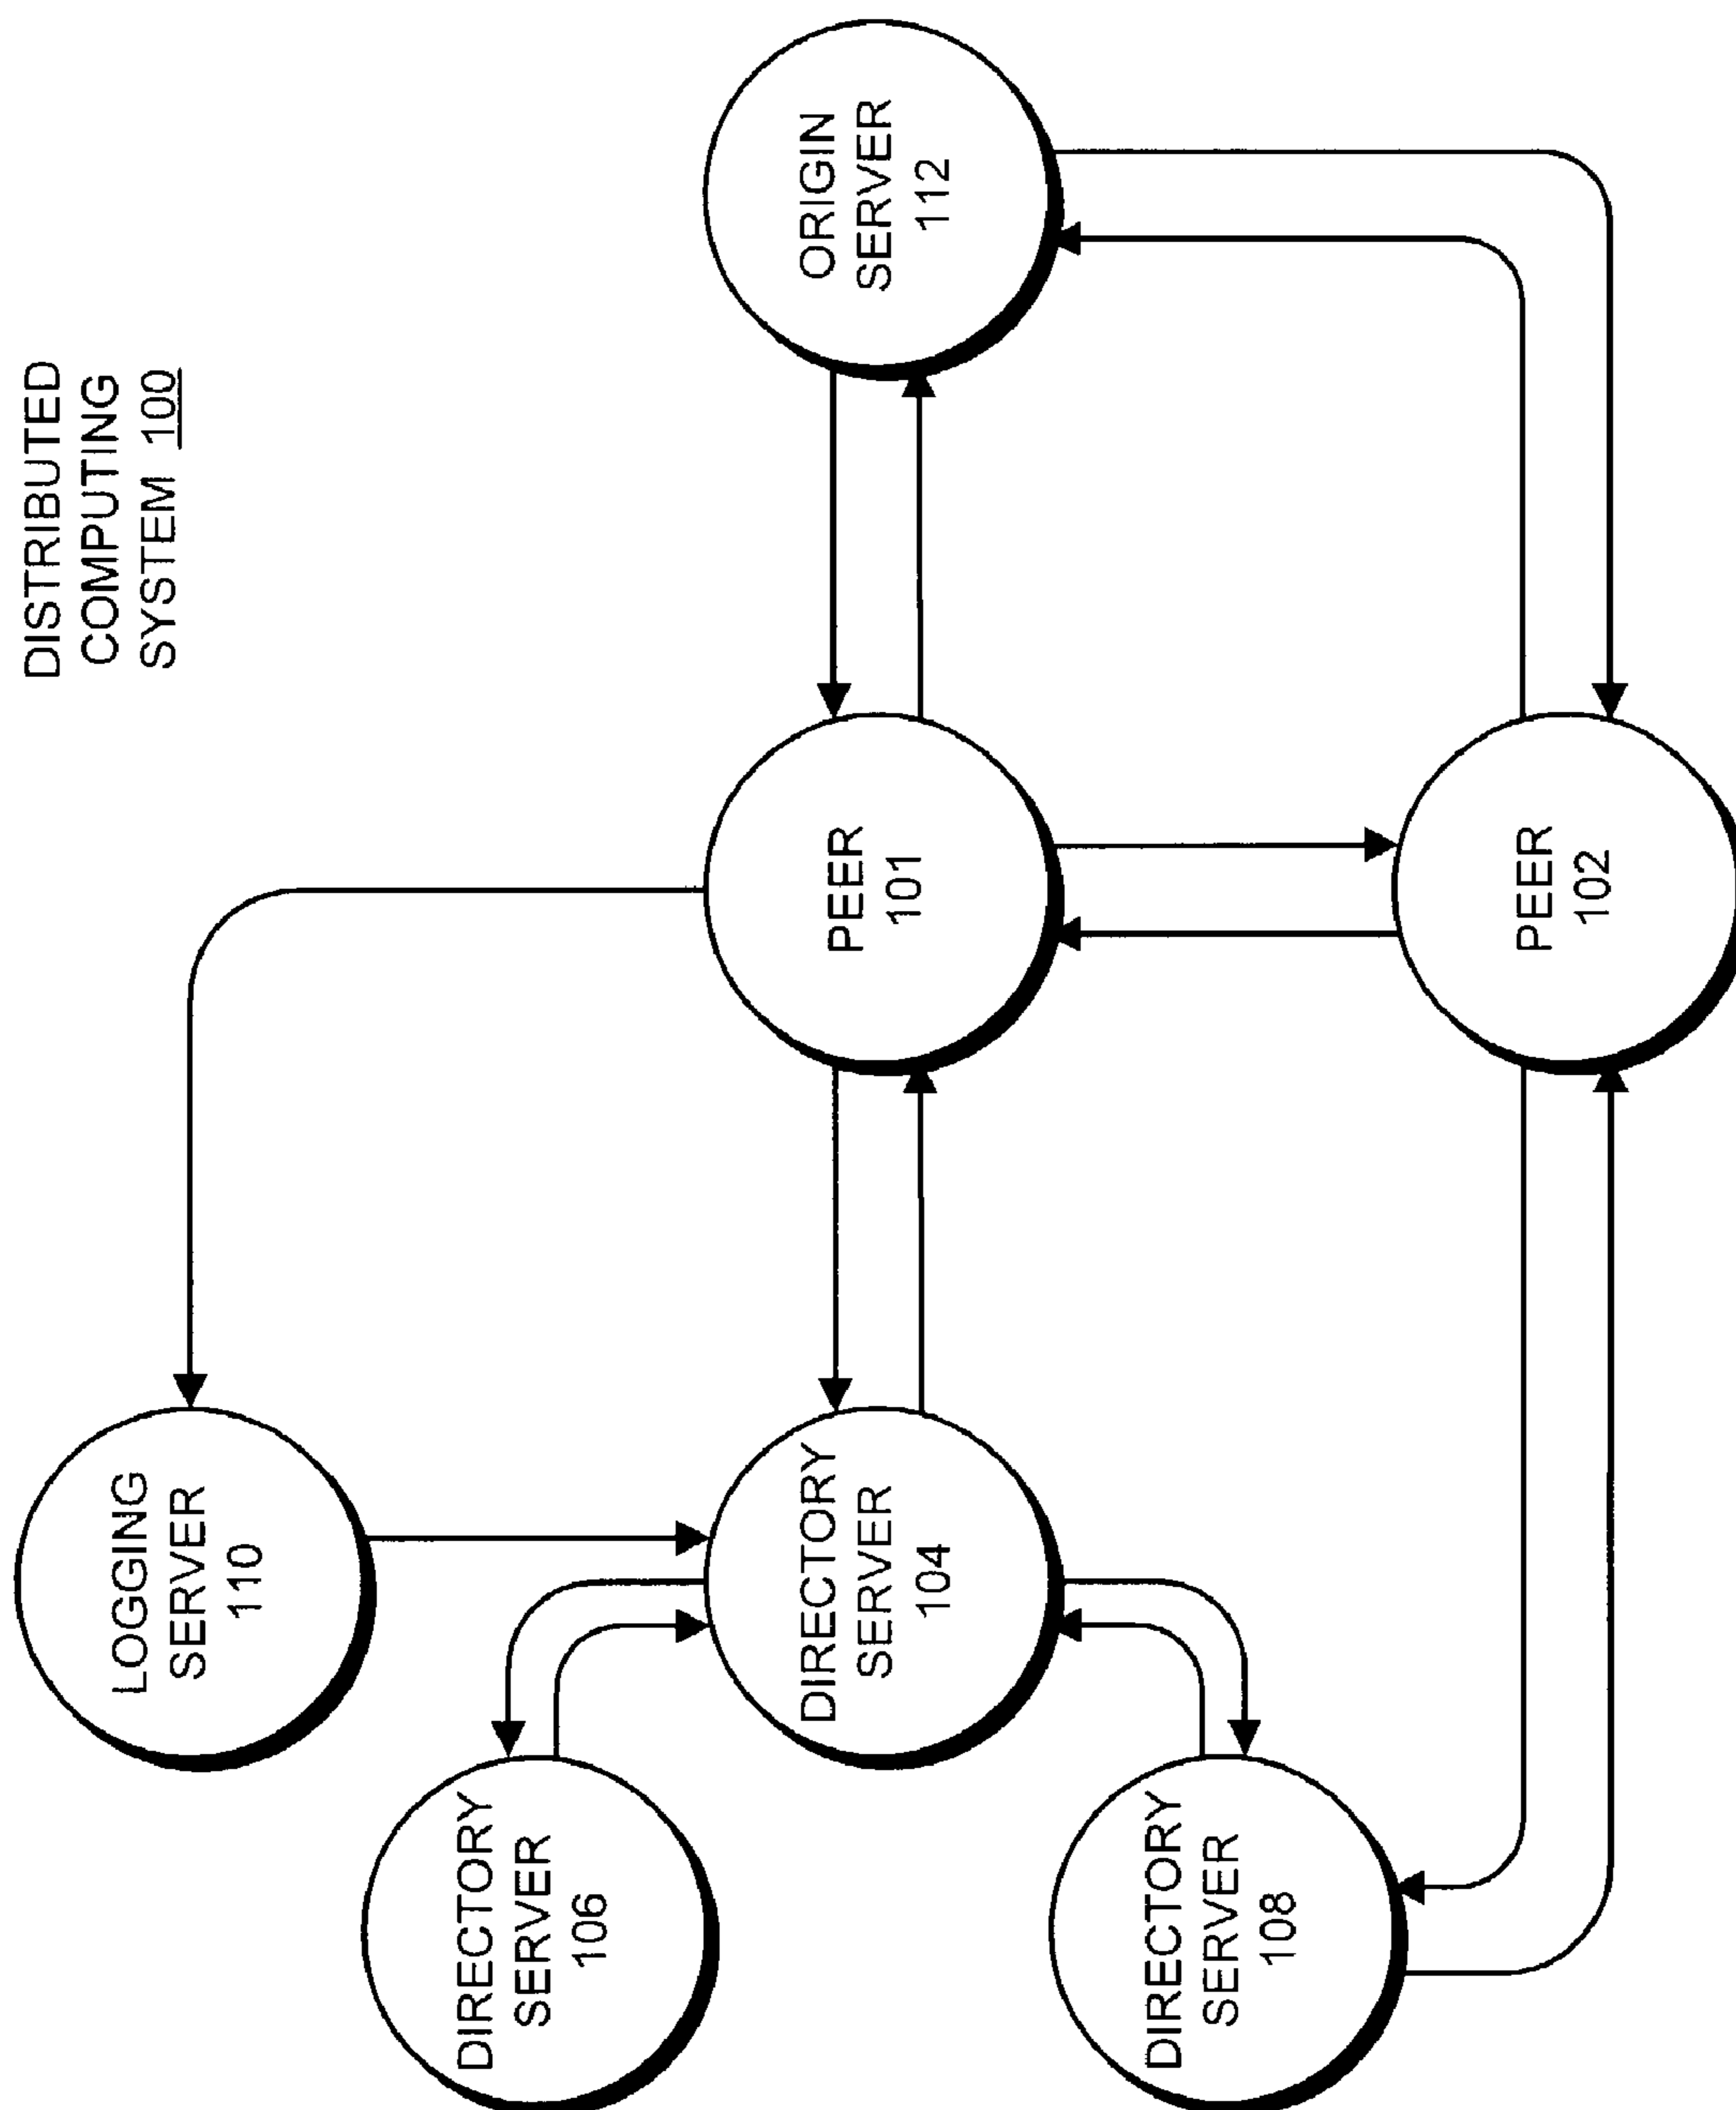 DISTRIBUTED
COMPUTING
SYSTEM 100
LOGGING
SERVER
110
DIRECTORY
SERVER
106
DIRECTORY
SERVER
104
PEER
101
ORIGIN
SERVER
112
DIRECTORY
SERVER
108
PEER
102